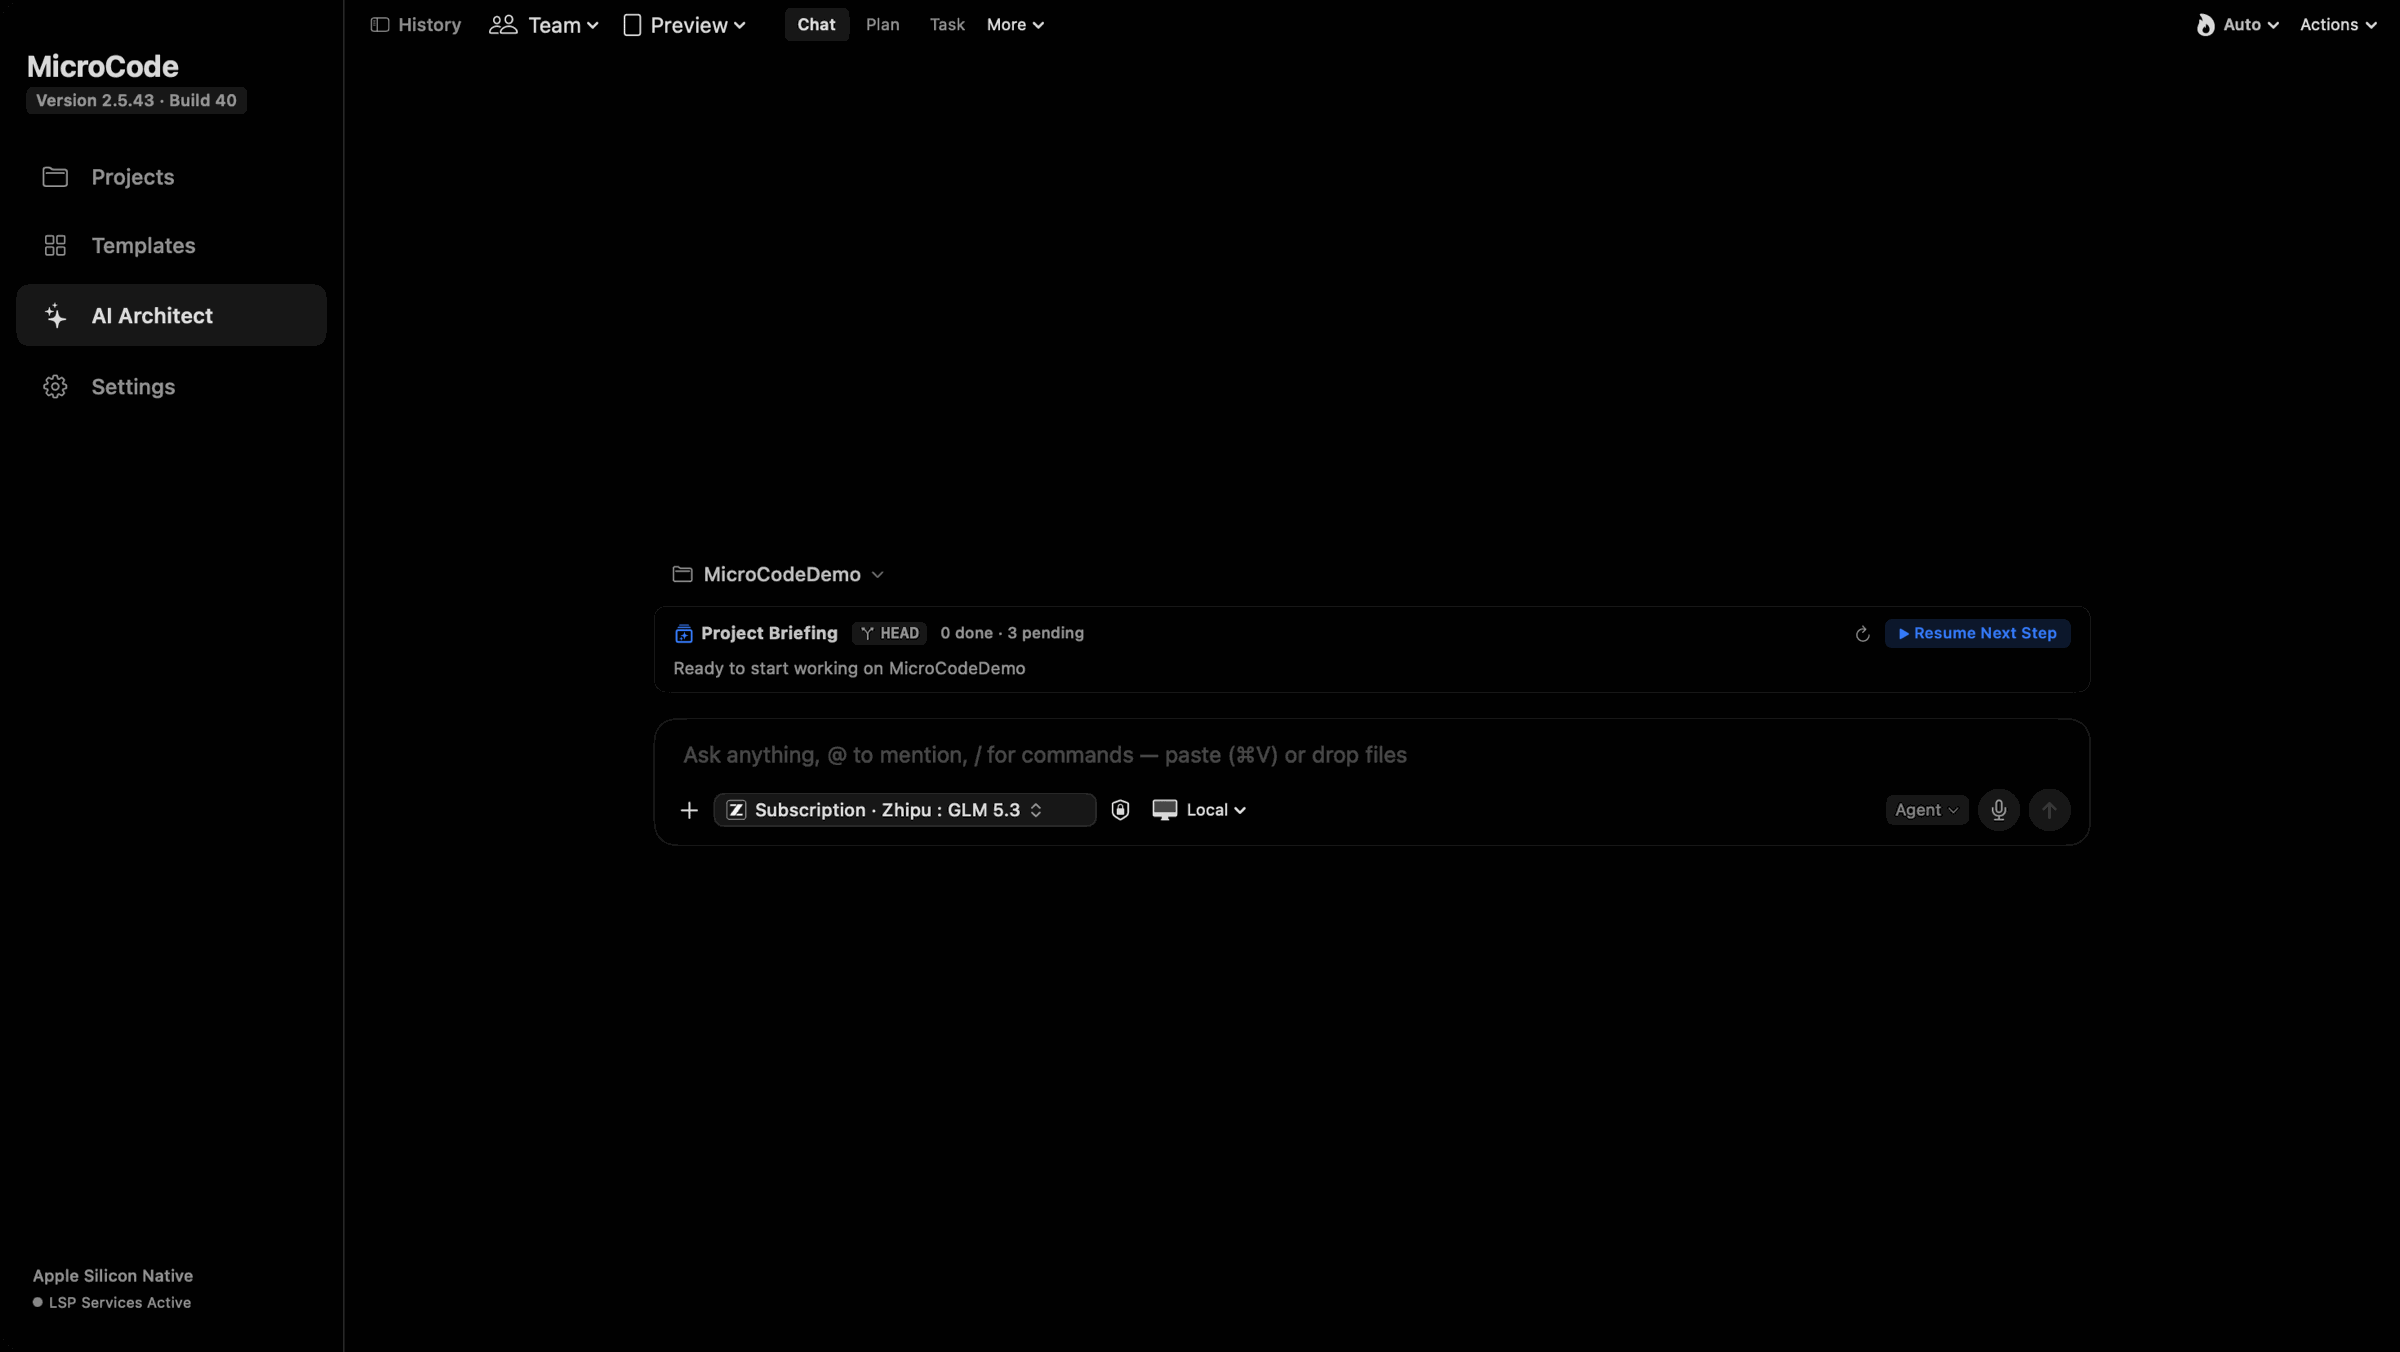 History
Team
Preview
Chat
Plan
Task
More
Auto
Actions
MicroCode
Version 2.5.43 · Build 40
Projects
Templates
AI Architect
Settings
MicroCodeDemo
Project Briefing
HEAD
0 done · 3 pending
Resume Next Step
Ready to start working on MicroCodeDemo
Ask anything, @ to mention, / for commands — paste (⌘V) or drop files
Subscription · Zhipu : GLM 5.3
Local
Agent
Apple Silicon Native
LSP Services Active